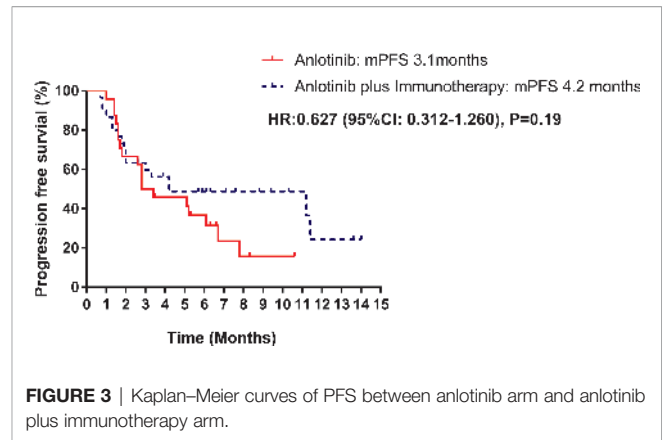 Anlotinib: mPFS 3.1months
Anlotinib plus Immunotherapy: mPFS 4.2 months
HR:0.627 (95%CI: 0.312-1.260), P=0.19
Progression free survial (%)
100
80
60
40
20
0
0 1 2 3 4 5 6 7 8 9 10 11 12 13 14 15
Time (Months)
FIGURE 3 | Kaplan–Meier curves of PFS between anlotinib arm and anlotinib
plus immunotherapy arm.